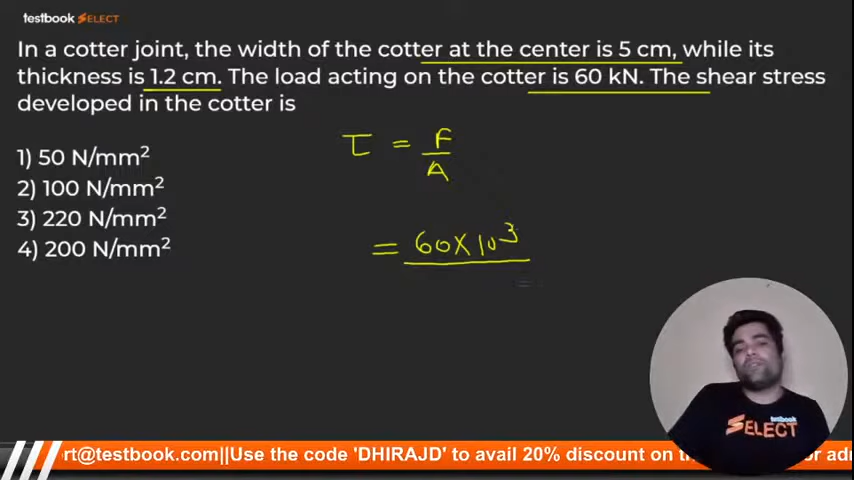 testbook SELECT
In a cotter joint, the width of the cotter at the center is 5 cm, while its
thickness is 1.2 cm. The load acting on the cotter is 60 kN. The shear stress
developed in the cotter is
τ = F/A
1) 50 N/mm²
2) 100 N/mm²
3) 220 N/mm²
4) 200 N/mm²
= 60×10³
testbook
SELECT
rt@testbook.com||Use the code 'DHIRAJD' to avail 20% discount on